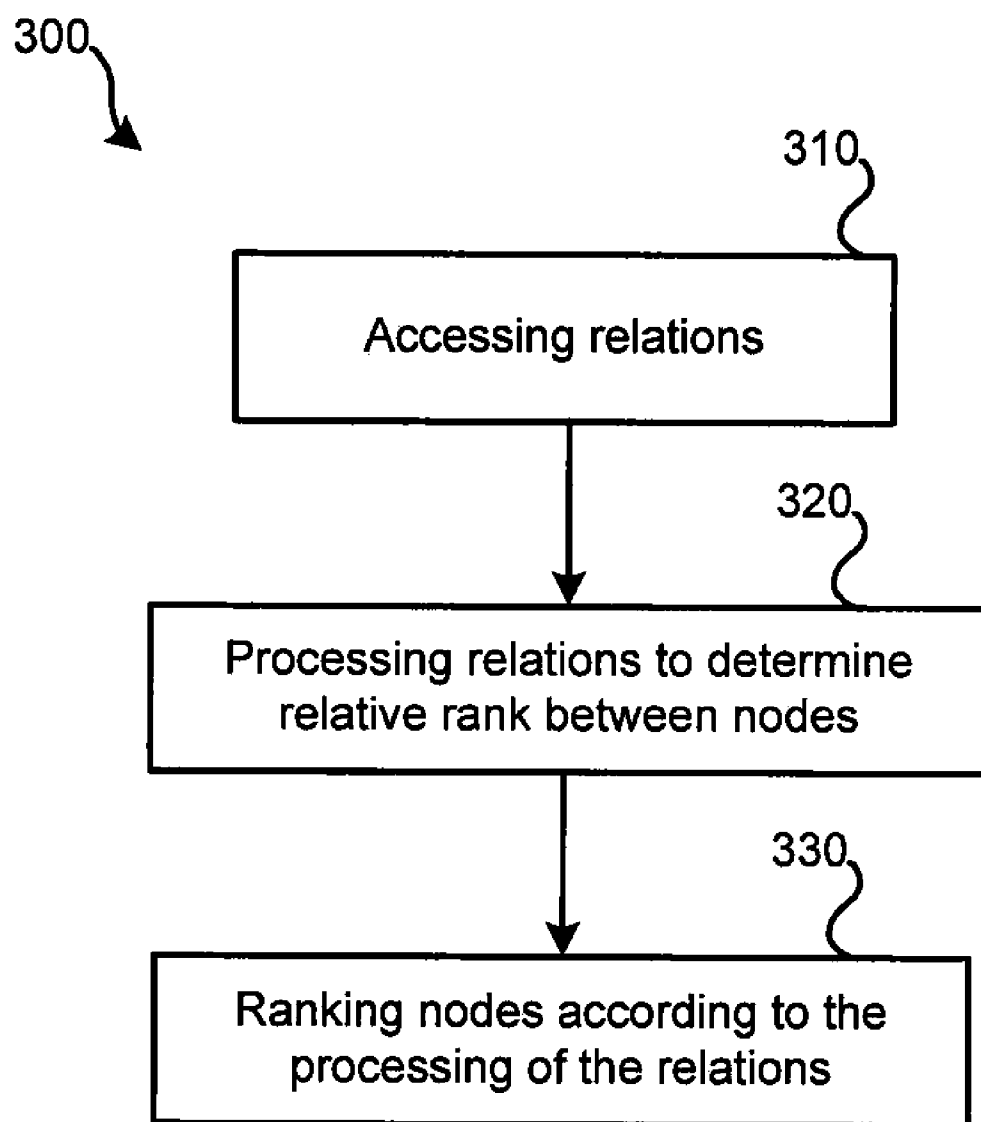 300
310
Accessing relations
320
Processing relations to determine
relative rank between nodes
330
Ranking nodes according to the
processing of the relations